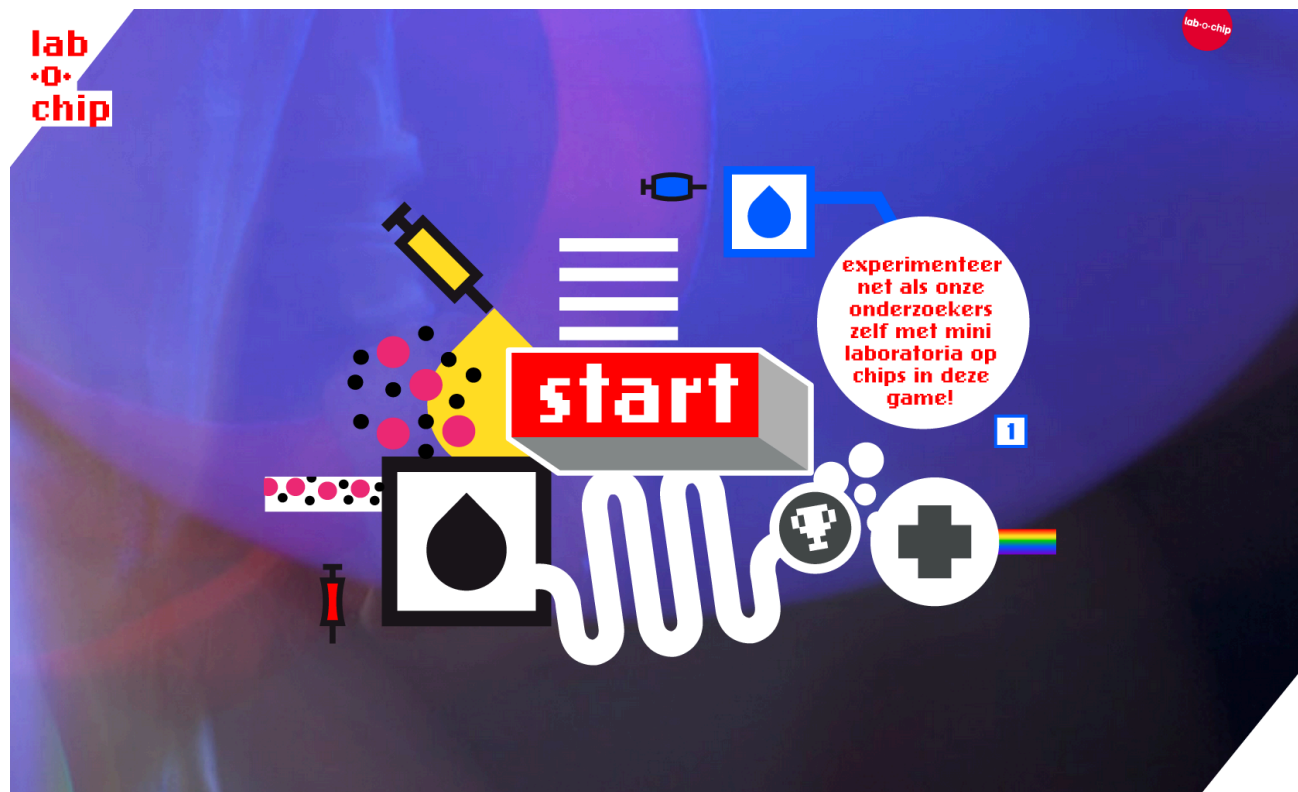 lab
·o·
chip
lab-o-chip
experimenteer
net als onze
onderzoekers
zelf met mini
laboratoria op
chips in deze
game!
start
1